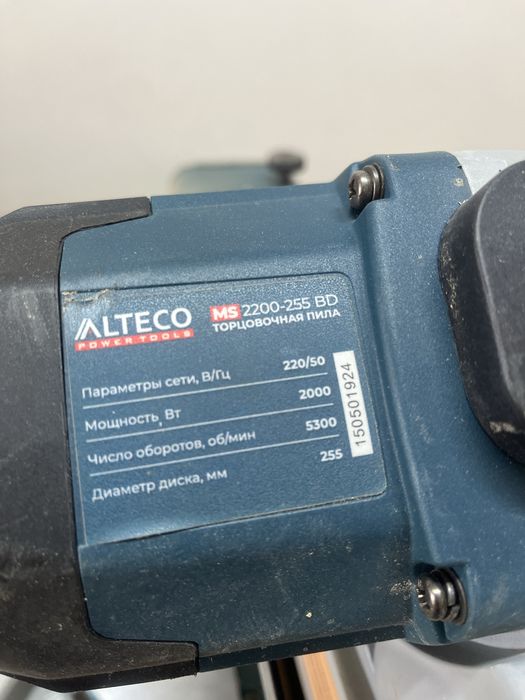 ALTECO
POWER TOOLS
MS 2200-255 BD
ТОРЦОВОЧНАЯ ПИЛА
Параметры сети, В/Гц 220/50
Мощность, Вт 2000
Число оборотов, об/мин 5300
Диаметр диска, мм 255
150501924